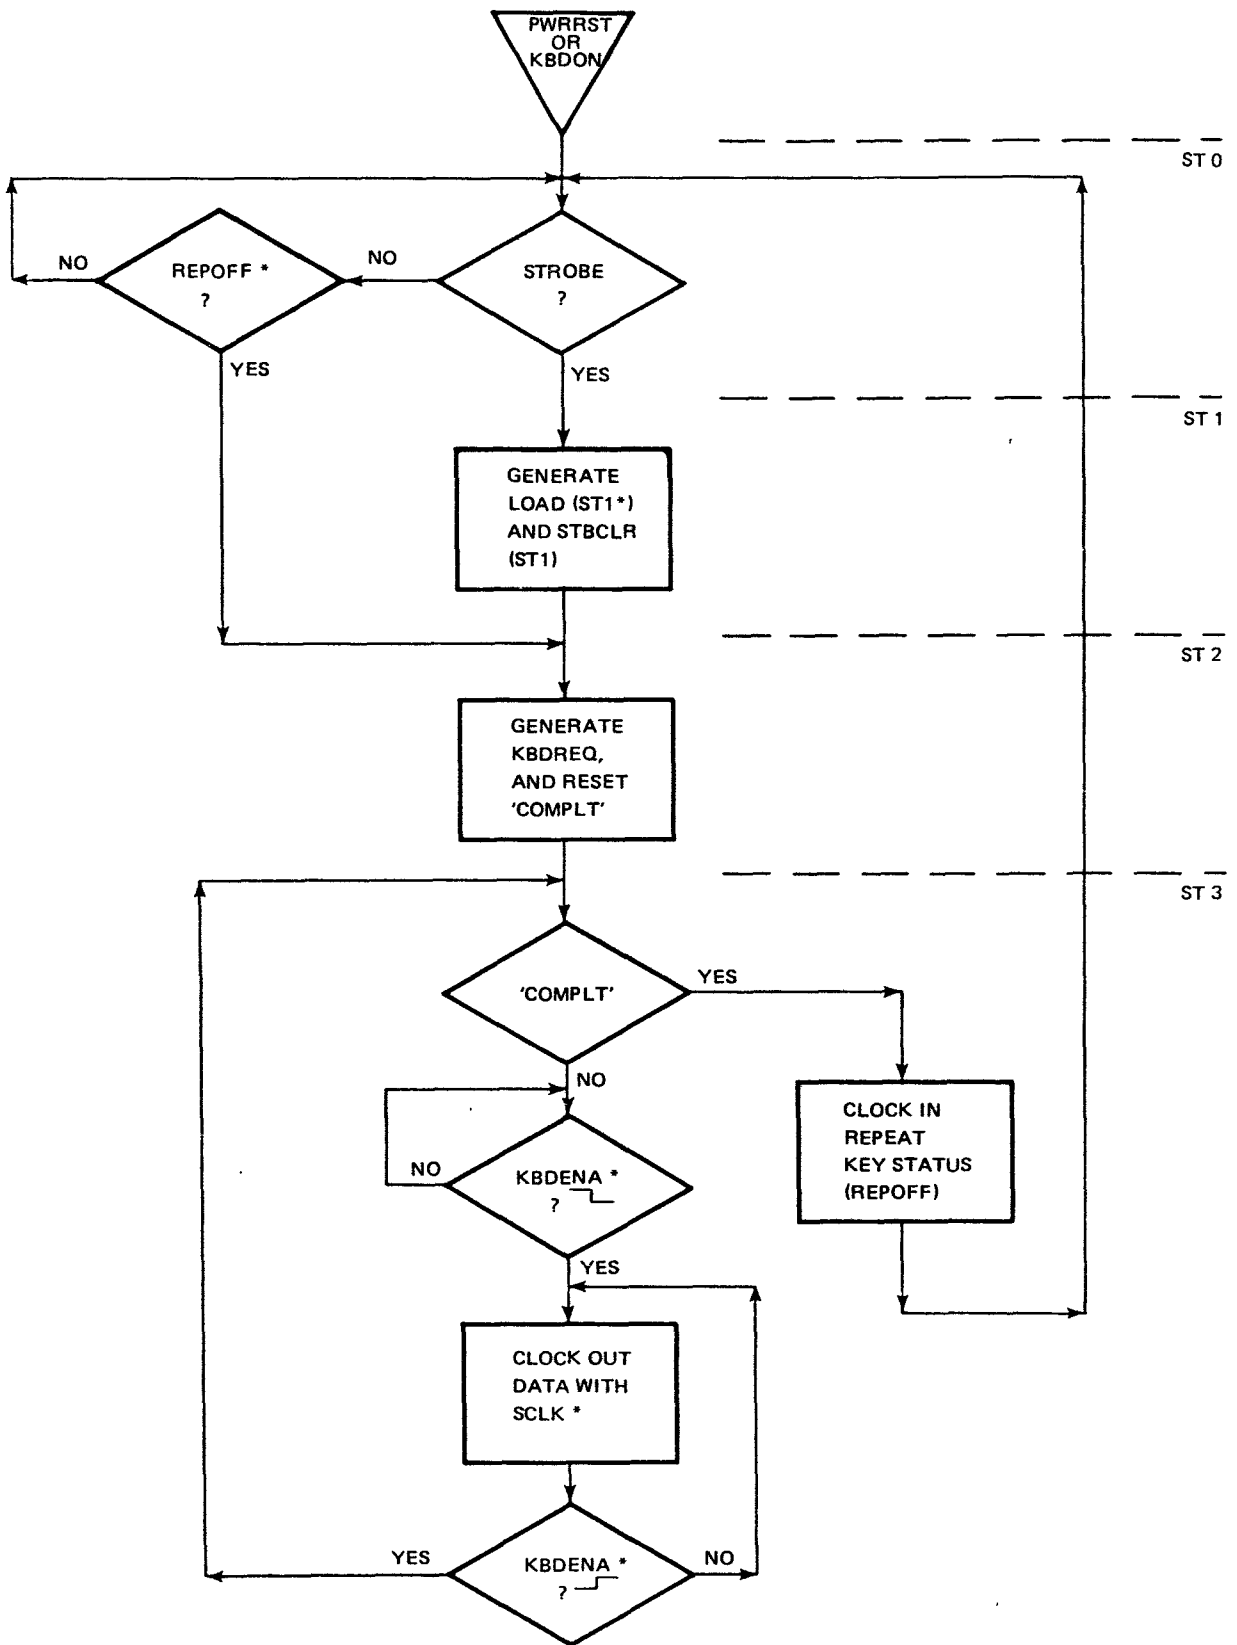 PWRRST
OR
KBDON
ST 0
NO
REPOFF *
?
NO
STROBE
?
YES
YES
ST 1
GENERATE
LOAD (ST1*)
AND STBCLR
(ST1)
ST 2
GENERATE
KBDREQ,
AND RESET
'COMPLT'
ST 3
'COMPLT'
YES
NO
CLOCK IN
REPEAT
KEY STATUS
(REPOFF)
NO
KBDENA *
?
YES
CLOCK OUT
DATA WITH
SCLK *
YES
KBDENA *
?
NO